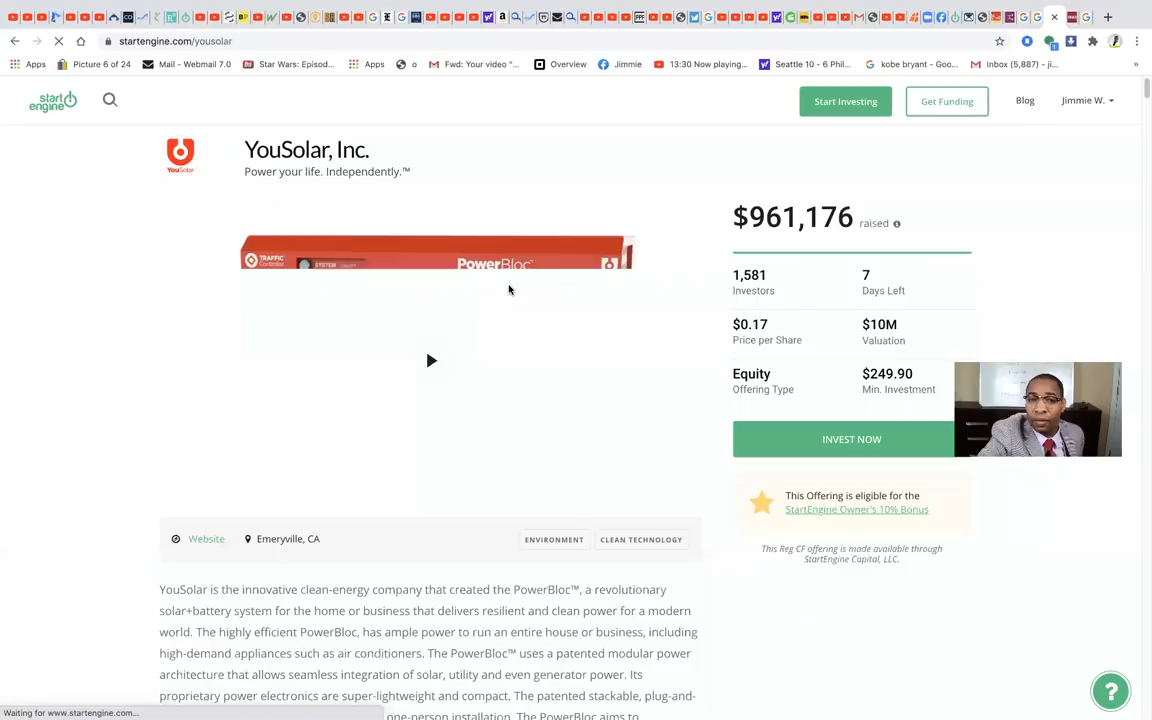 startengine.com/yousolar
Apps
Picture 6 of 24
Mail - Webmail 7.0
Star Wars: Episod...
Apps
o
Fwd: Your video "...
Overview
Jimmie
13:30 Now playing...
Seattle 10 - 6 Phil...
kobe bryant - Goo...
Inbox (5,887) - ji...
»
start
engine
Start Investing
Get Funding
Blog
Jimmie W.
YouSolar
YouSolar, Inc.
Power your life. Independently.™
TRAFFIC
Controller
SYSTEM
PowerBloc™
$961,176 raised
1,581
Investors
7
Days Left
$0.17
Price per Share
$10M
Valuation
Equity
Offering Type
$249.90
Min. Investment
INVEST NOW
This Offering is eligible for the
StartEngine Owner's 10% Bonus
This Reg CF offering is made available through
StartEngine Capital, LLC.
Website
Emeryville, CA
ENVIRONMENT
CLEAN TECHNOLOGY
YouSolar is the innovative clean-energy company that created the PowerBloc™, a revolutionary
solar+battery system for the home or business that delivers resilient and clean power for a modern
world. The highly efficient PowerBloc, has ample power to run an entire house or business, including
high-demand appliances such as air conditioners. The PowerBloc™ uses a patented modular power
architecture that allows seamless integration of solar, utility and even generator power. Its
proprietary power electronics are super-lightweight and compact. The patented stackable, plug-and-
one-person installation. The PowerBloc aims to
Waiting for www.startengine.com...
?